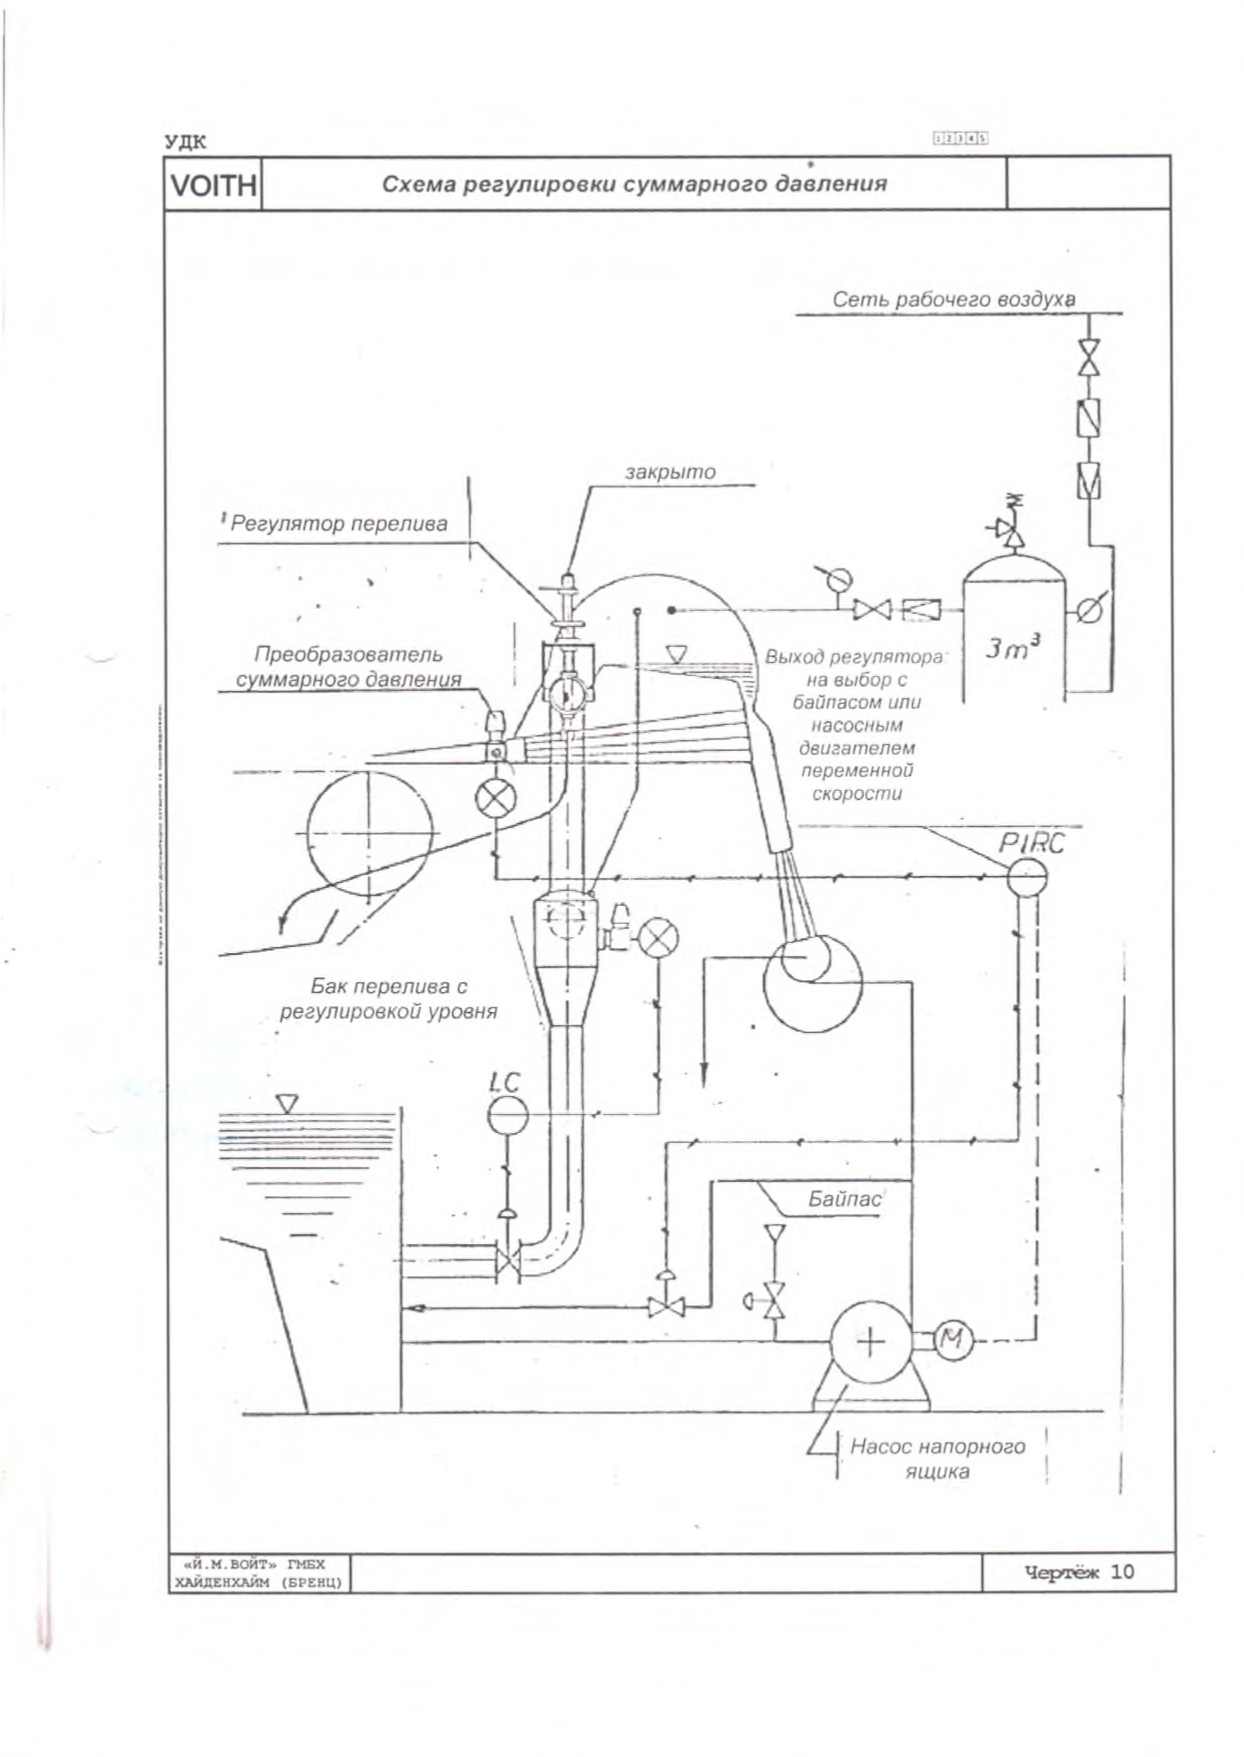 УДК
1 2 3 4 5
VOITH
Схема регулировки суммарного давления
Сеть рабочего воздуха
закрыто
Регулятор перелива
3m³
Преобразователь
суммарного давления
Выход регулятора:
на выбор с
байпасом или
насосным
двигателем
переменной
скорости
PIRC
Бак перелива с
регулировкой уровня
LC
Байпас
M
Насос напорного
ящика
«Й.М.ВОЙТ» ГМБХ
ХАЙДЕНХАЙМ (БРЕНЦ)
Чертёж 10